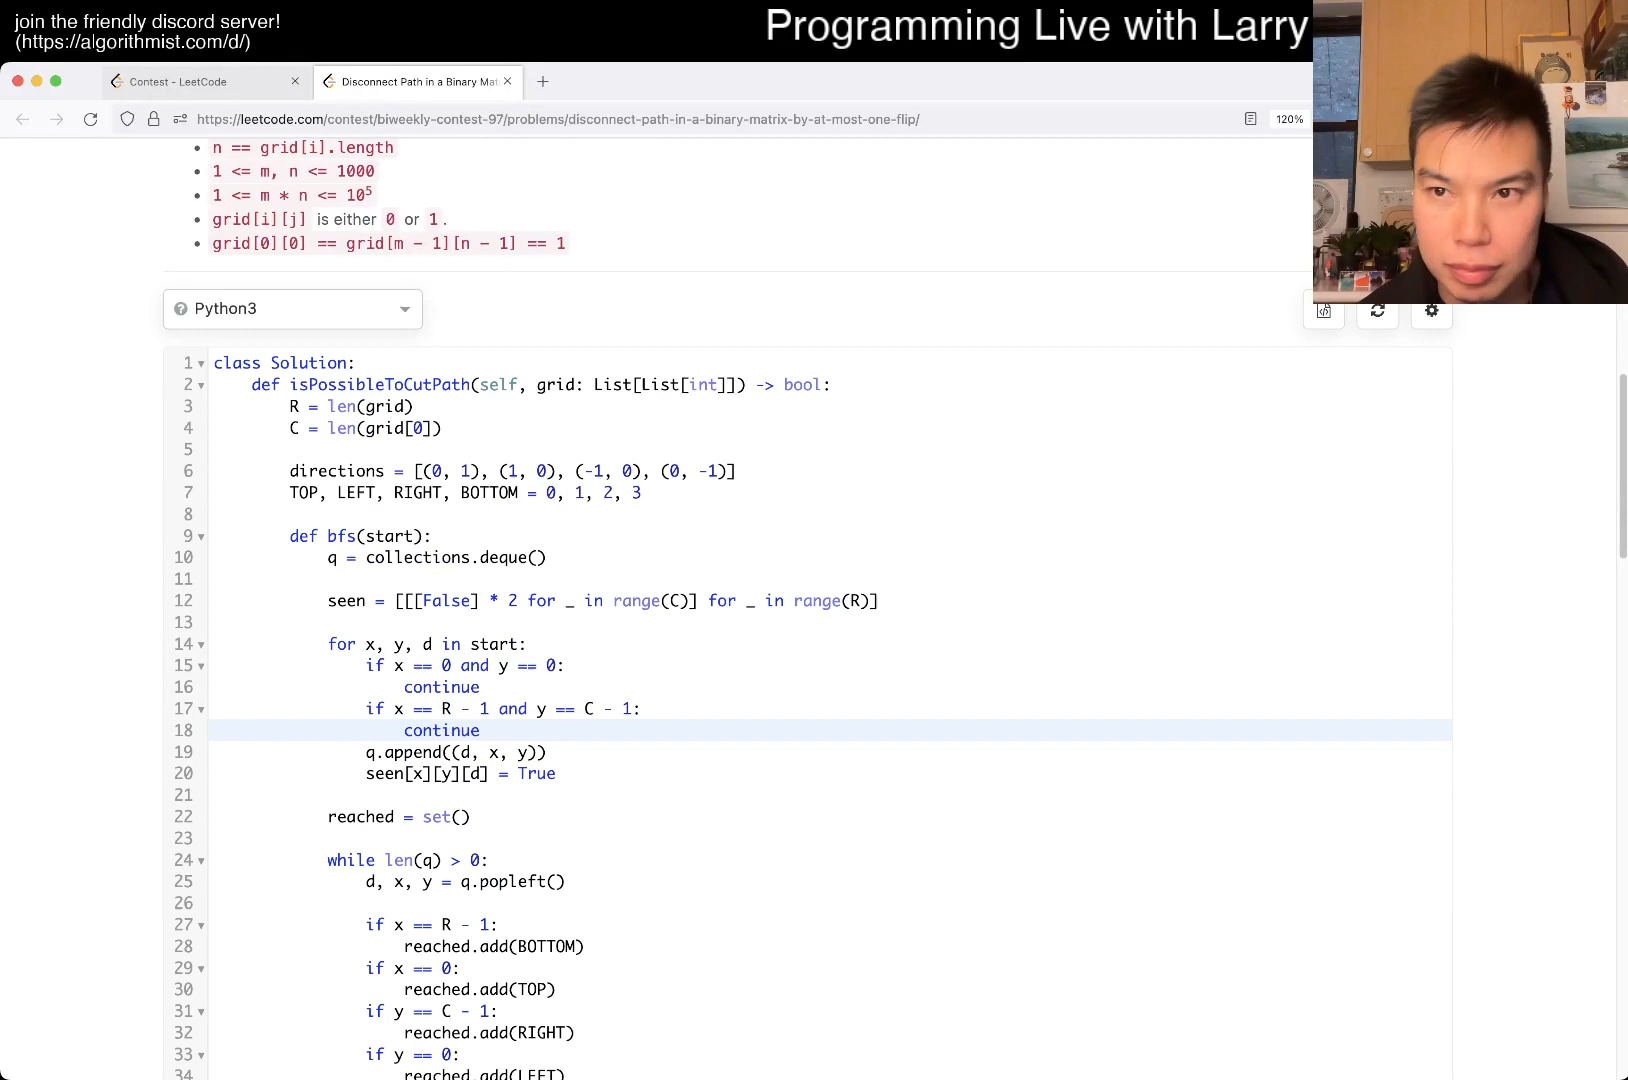 join the friendly discord server!
(https://algorithmist.com/d/)
Programming Live with Larry
Contest - LeetCode
Disconnect Path in a Binary Mat
https://leetcode.com/contest/biweekly-contest-97/problems/disconnect-path-in-a-binary-matrix-by-at-most-one-flip/
120%
n == grid[i].length
1 <= m, n <= 1000
1 <= m * n <= 10⁵
grid[i][j] is either 0 or 1.
grid[0][0] == grid[m - 1][n - 1] == 1
Python3
1 class Solution:
2 def isPossibleToCutPath(self, grid: List[List[int]]) -> bool:
3 R = len(grid)
4 C = len(grid[0])
5
6 directions = [(0, 1), (1, 0), (-1, 0), (0, -1)]
7 TOP, LEFT, RIGHT, BOTTOM = 0, 1, 2, 3
8
9 def bfs(start):
10 q = collections.deque()
11
12 seen = [[[False] * 2 for _ in range(C)] for _ in range(R)]
13
14 for x, y, d in start:
15 if x == 0 and y == 0:
16 continue
17 if x == R - 1 and y == C - 1:
18 continue
19 q.append((d, x, y))
20 seen[x][y][d] = True
21
22 reached = set()
23
24 while len(q) > 0:
25 d, x, y = q.popleft()
26
27 if x == R - 1:
28 reached.add(BOTTOM)
29 if x == 0:
30 reached.add(TOP)
31 if y == C - 1:
32 reached.add(RIGHT)
33 if y == 0:
34 reached.add(LEFT)